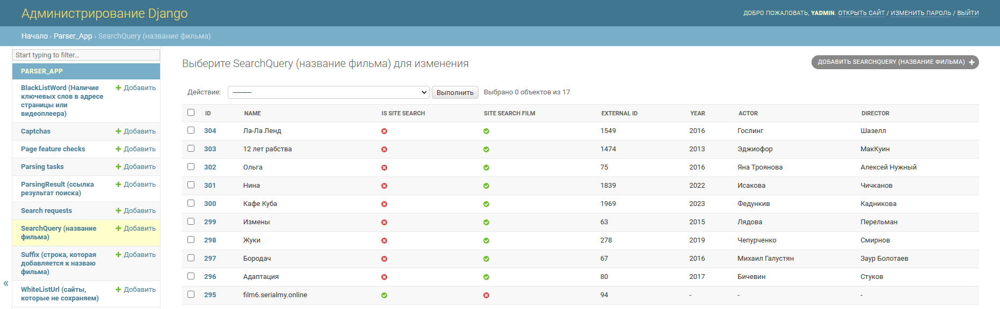 Администрирование Django
ДОБРО ПОЖАЛОВАТЬ, YADMIN. ОТКРЫТЬ САЙТ / ИЗМЕНИТЬ ПАРОЛЬ / ВЫЙТИ
Начало › Parser_App › SearchQuery (название фильма)
Start typing to filter...
PARSER_APP
BlackListWord (Наличие
ключевых слов в адресе
страницы или
видеоплеера)
+ Добавить
Captchas + Добавить
Page feature checks + Добавить
Parsing tasks + Добавить
ParsingResult (ссылка
результат поиска)
+ Добавить
Search requests + Добавить
SearchQuery (название
фильма)
+ Добавить
Suffix (строка, которая
добавляется к назваю
фильма)
+ Добавить
WhiteListUrl (сайты,
которые не сохраняем)
+ Добавить
«
Выберите SearchQuery (название фильма) для изменения
ДОБАВИТЬ SEARCHQUERY (НАЗВАНИЕ ФИЛЬМА) +
Действие: --------- Выполнить Выбрано 0 объектов из 17
ID NAME IS SITE SEARCH SITE SEARCH FILM EXTERNAL ID YEAR ACTOR DIRECTOR
304 Ла-Ла Ленд 1549 2016 Гослинг Шазелл
303 12 лет рабства 1474 2013 Эджиофор МакКуин
302 Ольга 75 2016 Яна Троянова Алексей Нужный
301 Нина 1839 2022 Исакова Чичканов
300 Кафе Куба 1969 2023 Федункив Кадникова
299 Измены 63 2015 Лядова Перельман
298 Жуки 278 2019 Чепурченко Смирнов
297 Бородач 67 2016 Михаил Галустян Заур Болотаев
296 Адаптация 80 2017 Бичевин Стуков
295 film6.serialmy.online 94 - - -